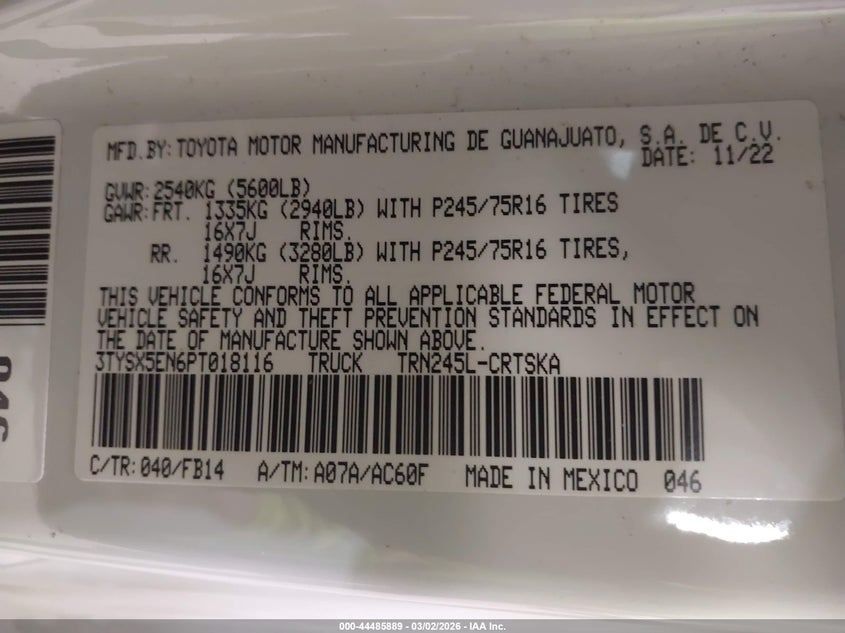 MFD.BY:TOYOTA MOTOR MANUFACTURING DE GUANAJUATO, S.A. DE C.V.
DATE: 11/22
GVWR:2540KG (5600LB)
GAWR:FRT. 1335KG (2940LB) WITH P245/75R16 TIRES
16X7J RIMS.
RR. 1490KG (3280LB) WITH P245/75R16 TIRES,
16X7J RIMS.
THIS VEHICLE CONFORMS TO ALL APPLICABLE FEDERAL MOTOR
VEHICLE SAFETY AND THEFT PREVENTION STANDARDS IN EFFECT ON
THE DATE OF MANUFACTURE SHOWN ABOVE.
3TYSX5EN6PT018116 TRUCK TRN245L-CRTSKA
C/TR:040/FB14 A/TM:A07A/AC60F MADE IN MEXICO 046
046
000-44485889 - 03/02/2026 - IAA Inc.